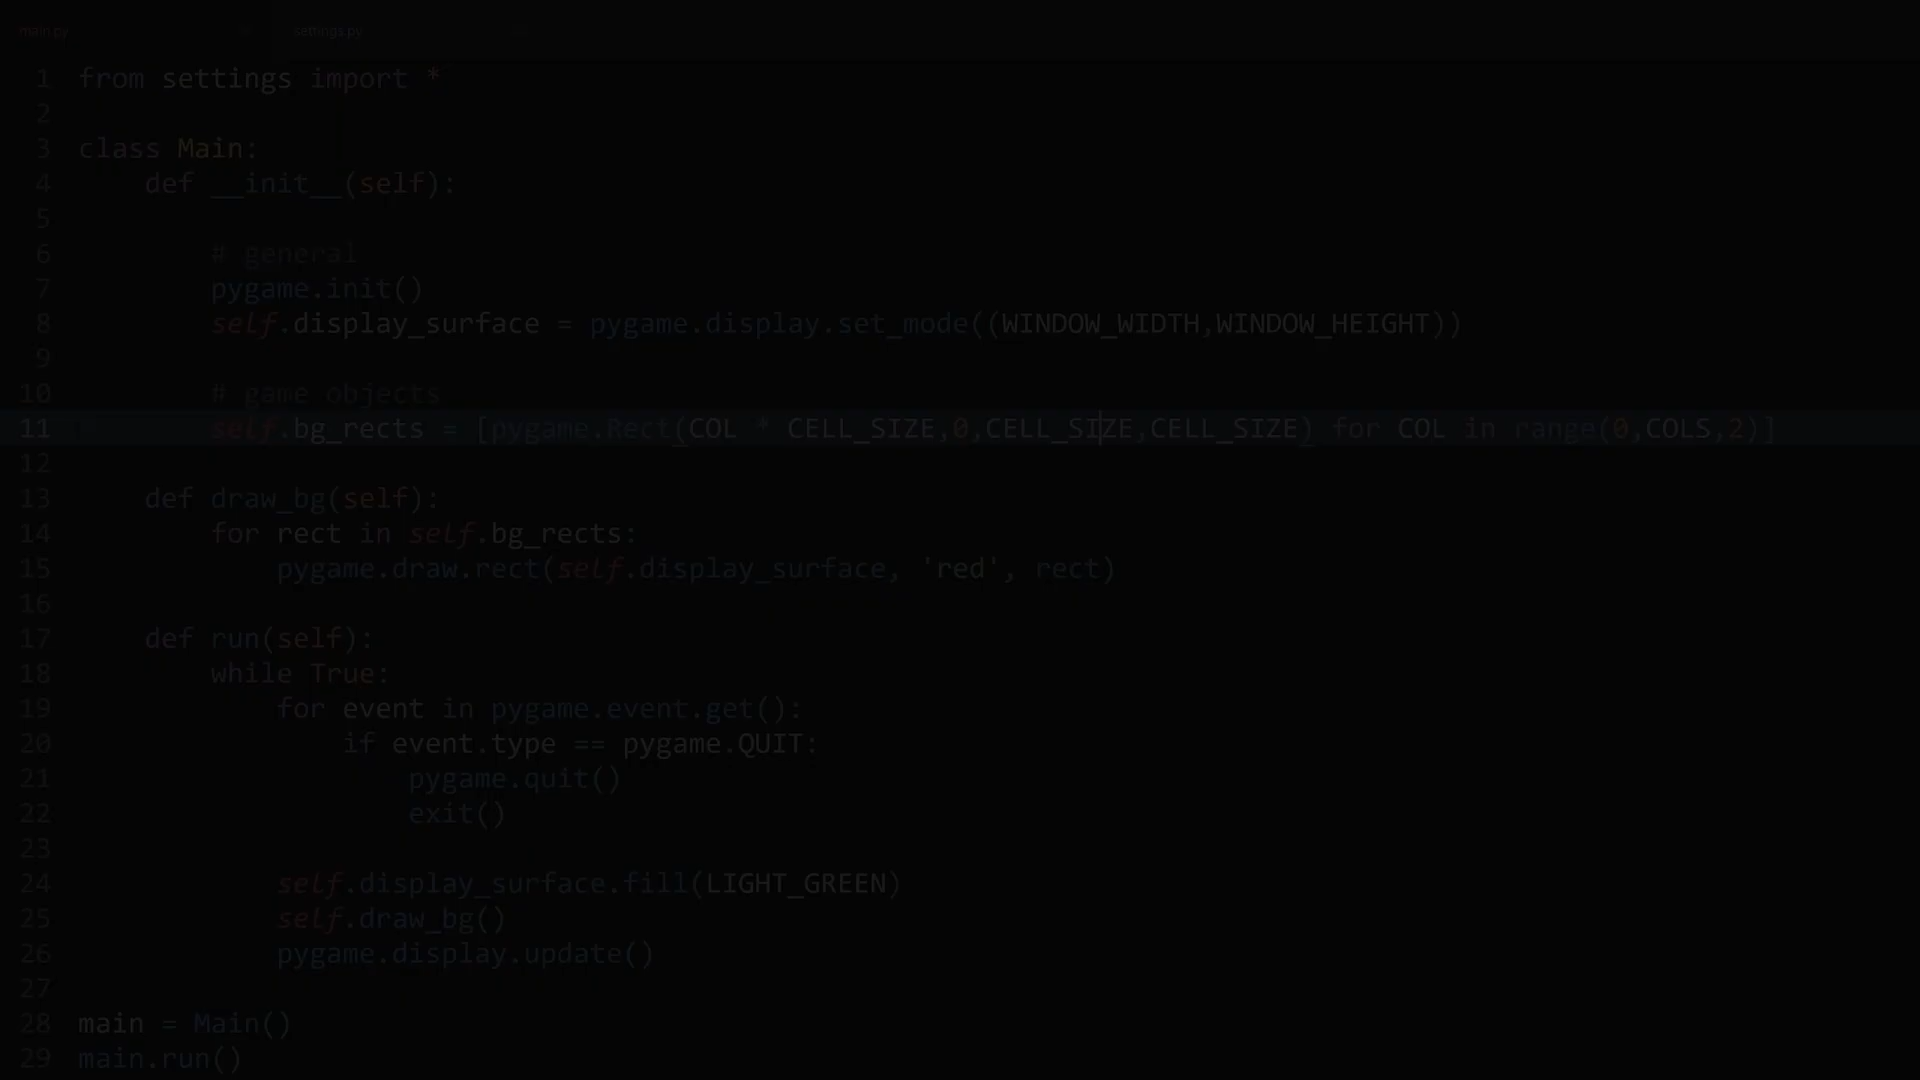 main.py settings.py
1 from settings import *
2
3 class Main:
4     def __init__(self):
5
6         # general
7         pygame.init()
8         self.display_surface = pygame.display.set_mode((WINDOW_WIDTH,WINDOW_HEIGHT))
9
10         # game objects
11         self.bg_rects = [pygame.Rect(COL * CELL_SIZE,0,CELL_SIZE,CELL_SIZE) for COL in range(0,COLS,2)]
12
13     def draw_bg(self):
14         for rect in self.bg_rects:
15             pygame.draw.rect(self.display_surface, 'red', rect)
16
17     def run(self):
18         while True:
19             for event in pygame.event.get():
20                 if event.type == pygame.QUIT:
21                     pygame.quit()
22                     exit()
23
24             self.display_surface.fill(LIGHT_GREEN)
25             self.draw_bg()
26             pygame.display.update()
27
28 main = Main()
29 main.run()